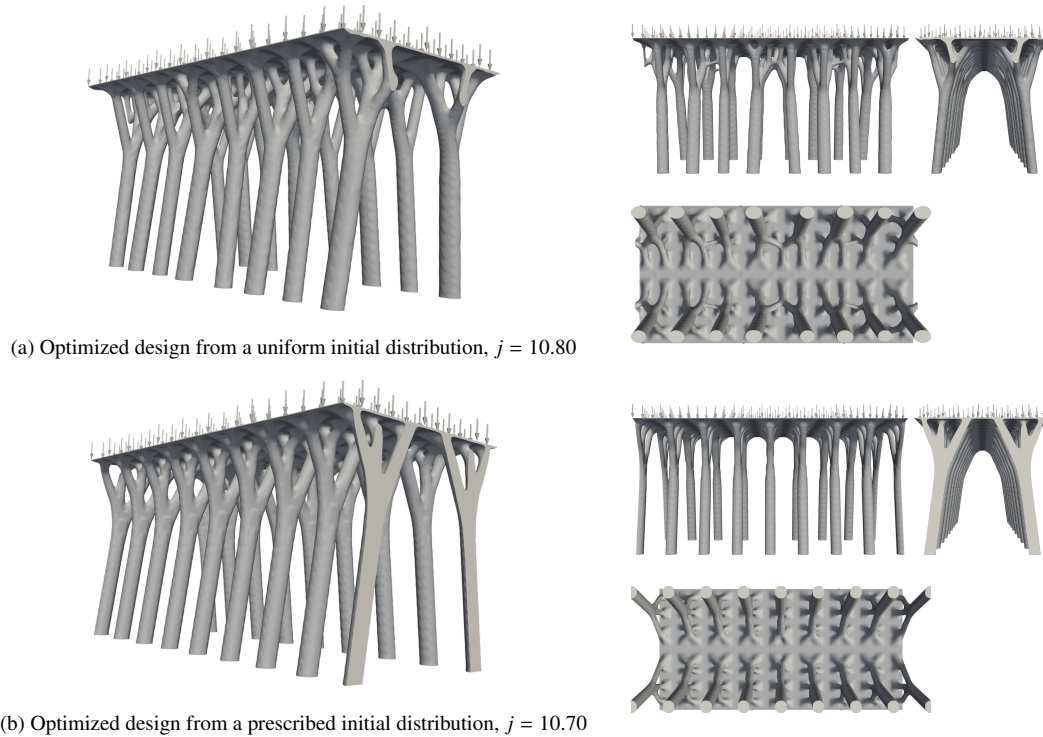 (a) Optimized design from a uniform initial distribution, j = 10.80
(b) Optimized design from a prescribed initial distribution, j = 10.70